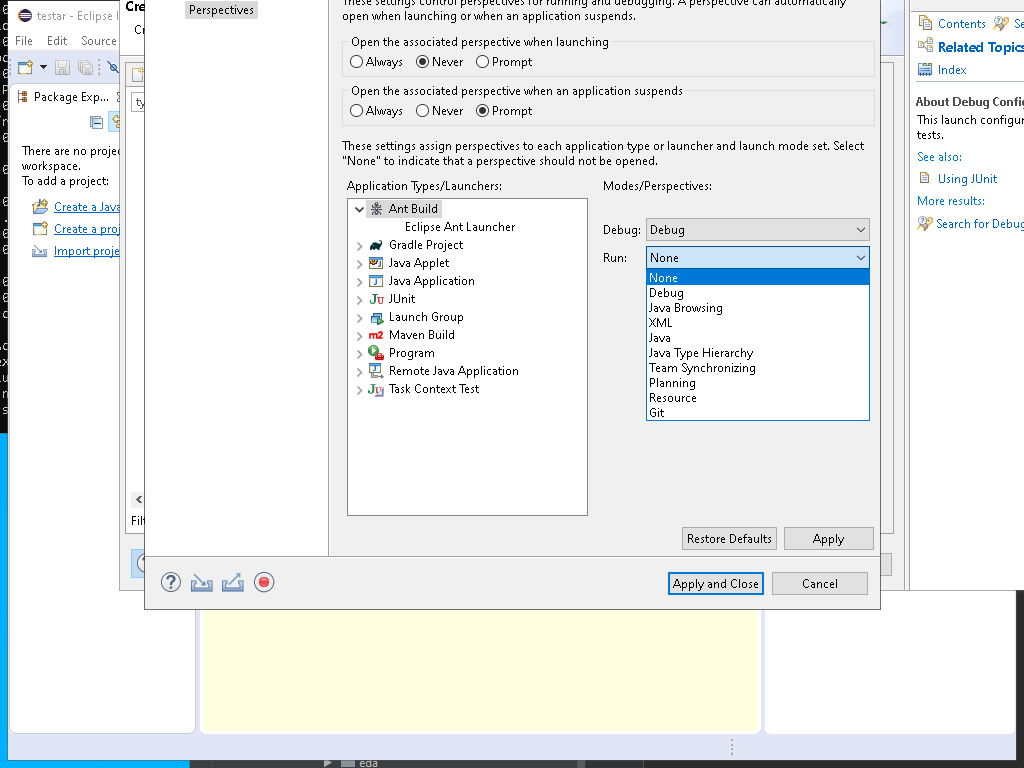 testar - Eclipse I
File Edit Source
Package Exp...
There are no proje
workspace.
To add a project:
Create a Java
Create a proj
Import proje
Cre
Perspectives
These settings control perspectives for running and debugging. A perspective can automatically
open when launching or when an application suspends.
Open the associated perspective when launching
Always Never Prompt
Open the associated perspective when an application suspends
Always Never Prompt
These settings assign perspectives to each application type or launcher and launch mode set. Select
"None" to indicate that a perspective should not be opened.
Application Types/Launchers:
Ant Build
Eclipse Ant Launcher
Gradle Project
Java Applet
Java Application
JUnit
Launch Group
Maven Build
Program
Remote Java Application
Task Context Test
Modes/Perspectives:
Debug: Debug
Run: None
None
Debug
Java Browsing
XML
Java
Java Type Hierarchy
Team Synchronizing
Planning
Resource
Git
Restore Defaults Apply
Apply and Close Cancel
Contents Se
Related Topics
Index
About Debug Config
This launch configur
tests.
See also:
Using JUnit
More results:
Search for Debug
eda